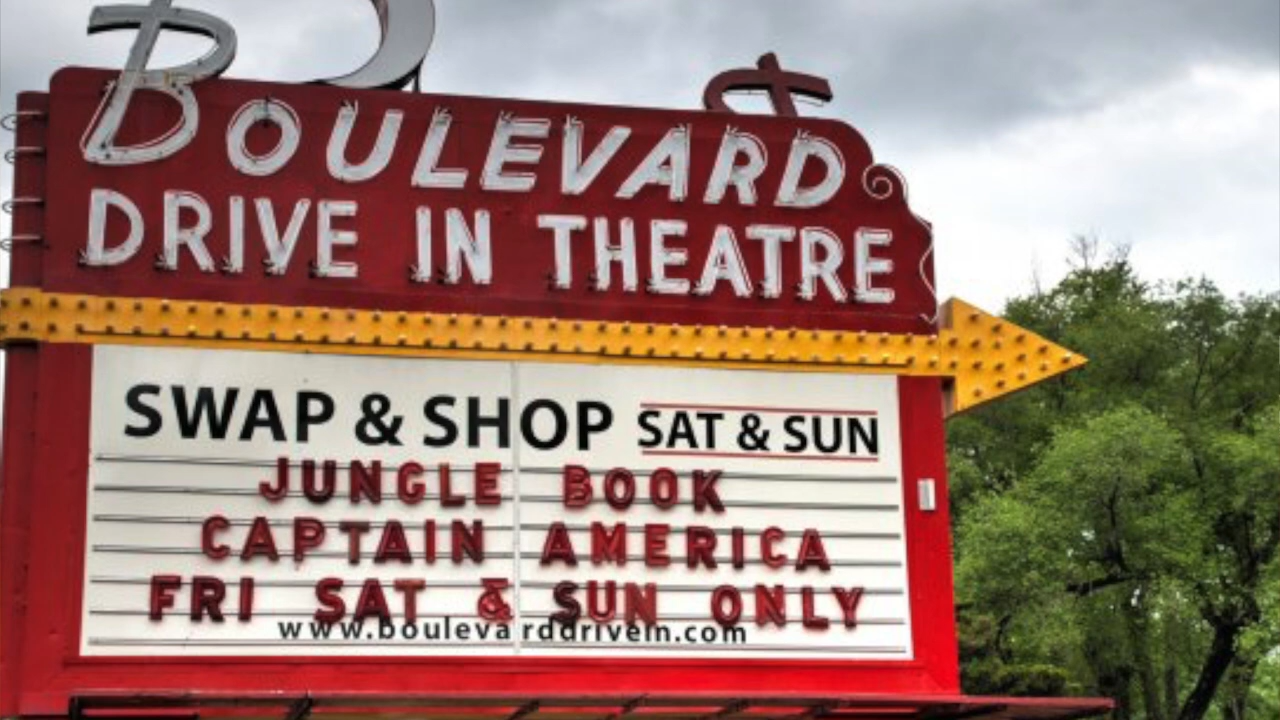 BOULEVARD
DRIVE IN THEATRE
SWAP & SHOP SAT & SUN
JUNGLE BOOK
CAPTAIN AMERICA
FRI SAT & SUN ONLY
www.boulevarddrivein.com